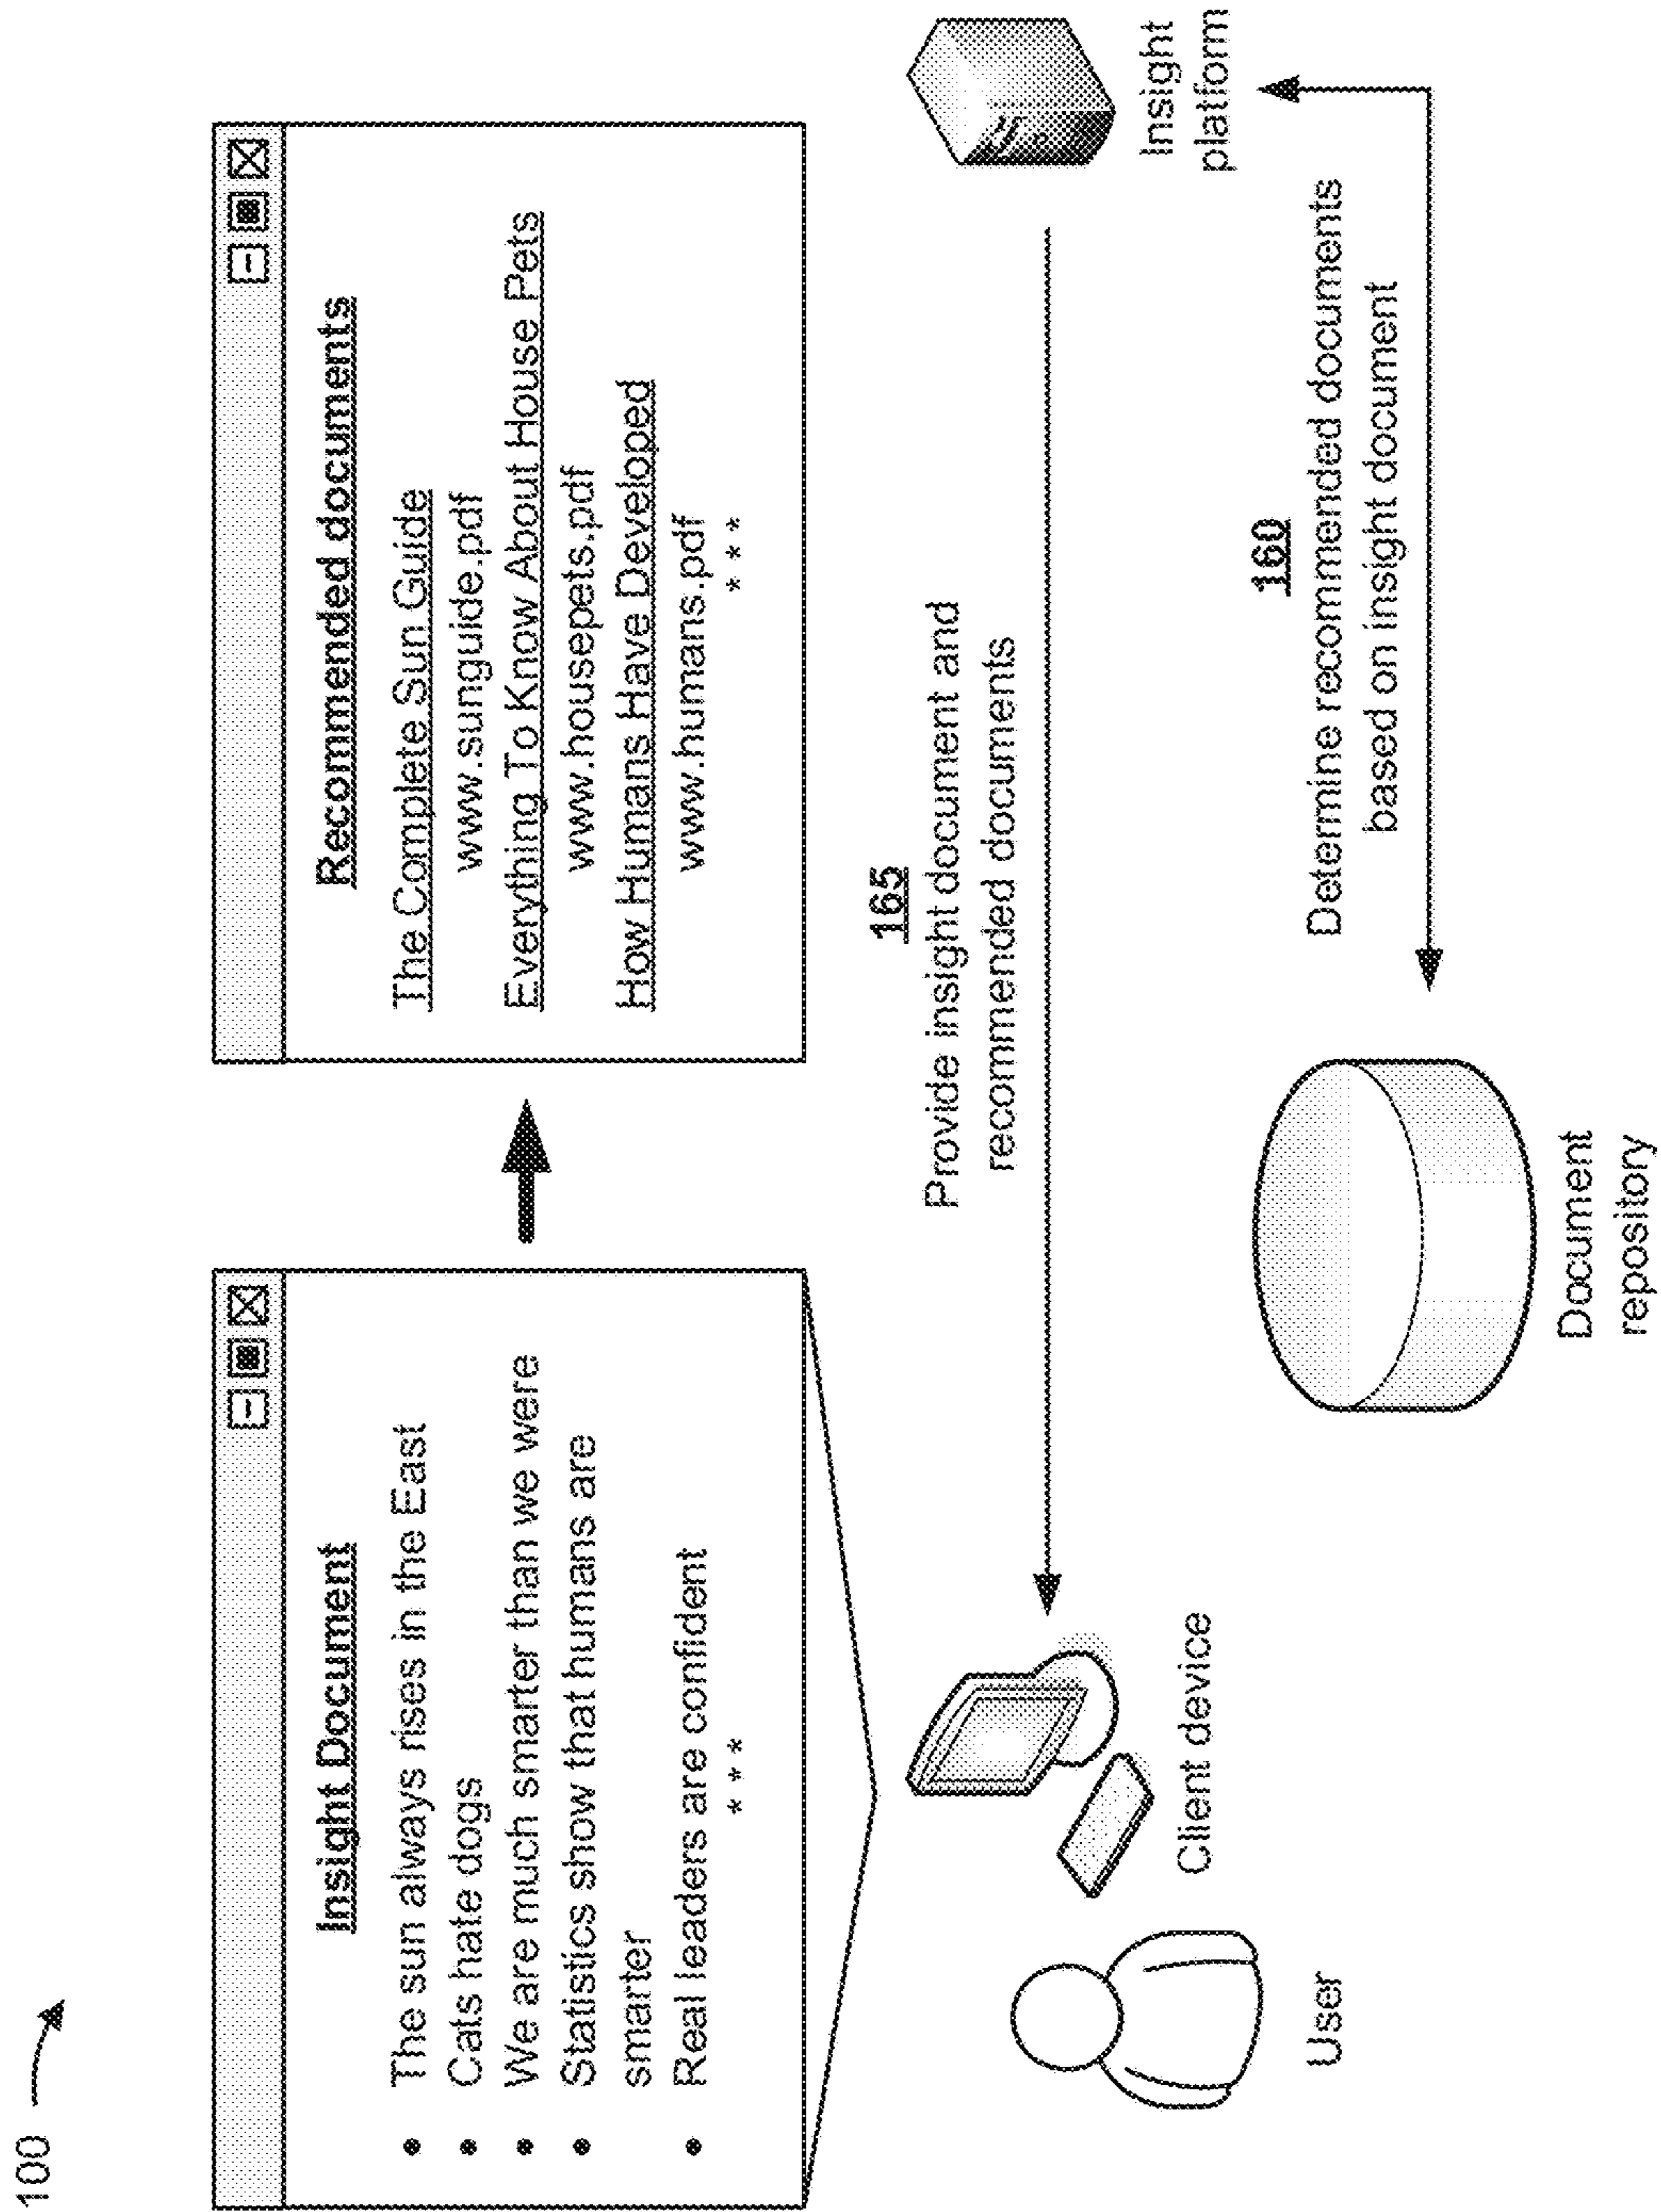 100
Insight Document
• The sun always rises in the East
• Cats hate dogs
• We are much smarter than we were
• Statistics show that humans are
smarter
• Real leaders are confident
* * *
Recommended documents
The Complete Sun Guide
www.sunguide.pdf
Everything To Know About House Pets
www.housepets.pdf
How Humans Have Developed
www.humans.pdf
* * *
165
Provide insight document and
recommended documents
User
Client device
Insight
platform
160
Determine recommended documents
based on insight document
Document
repository